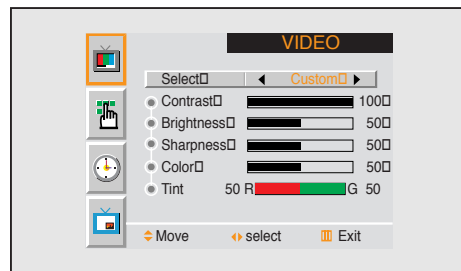 VIDEO
Select Custom
Contrast 100
Brightness 50
Sharpness 50
Color 50
Tint 50 R G 50
Move select Exit